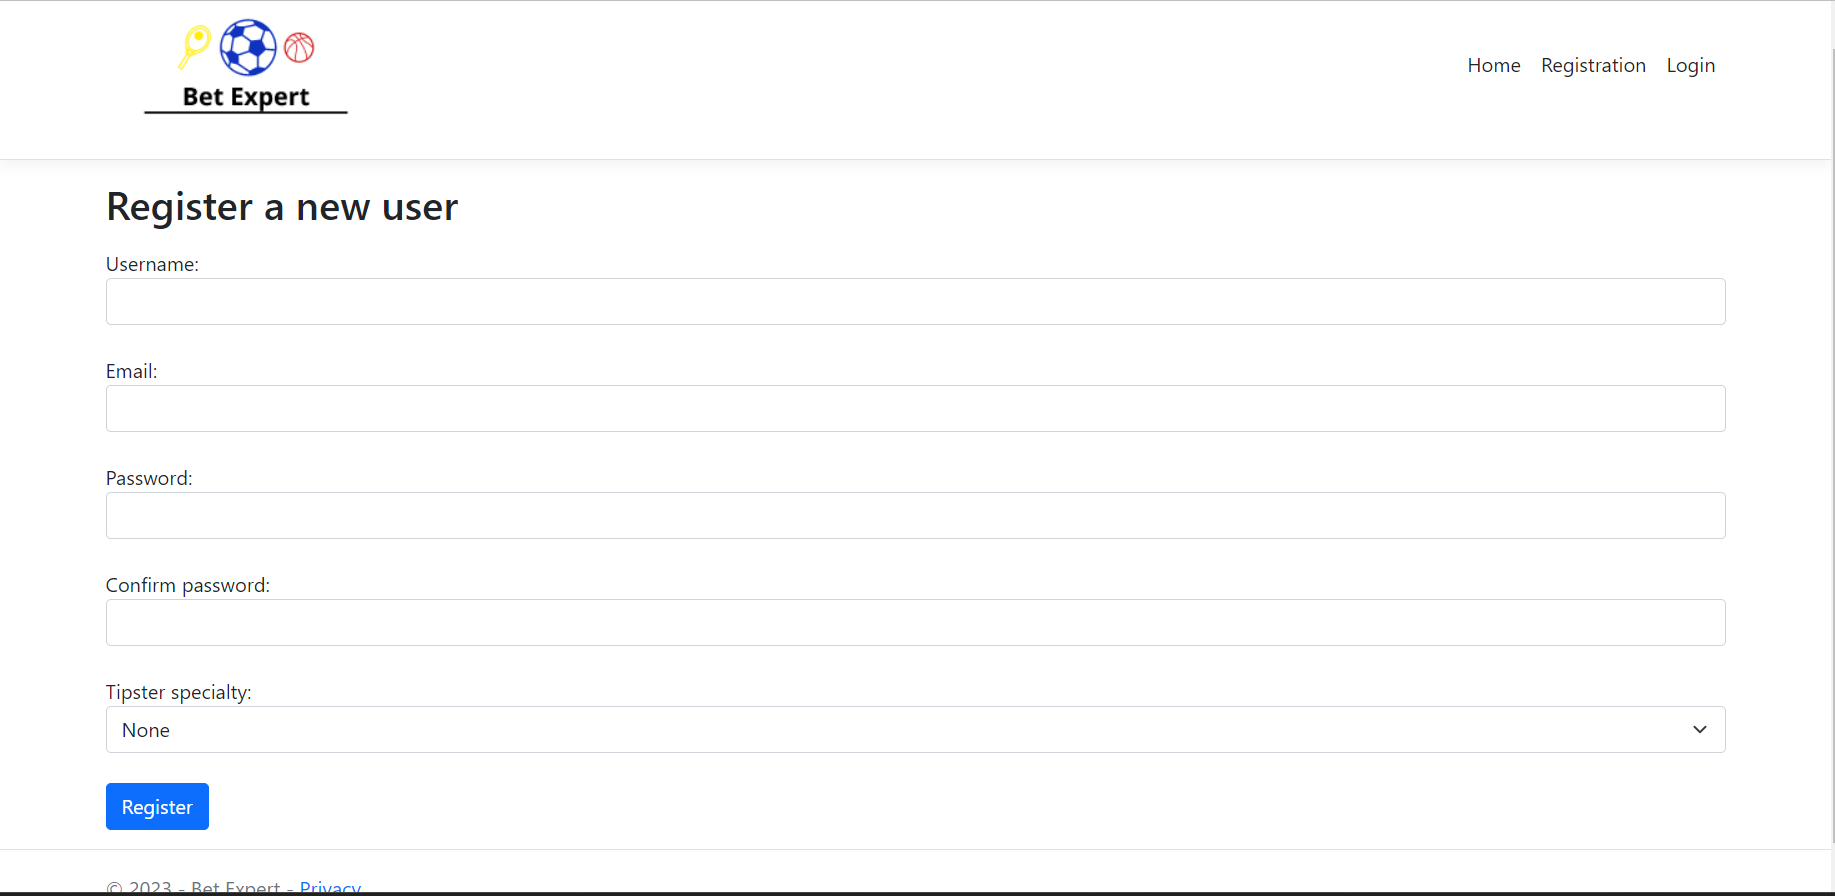 Bet Expert
Home Registration Login
Register a new user
Username:
Email:
Password:
Confirm password:
Tipster specialty:
None
Register
© 2023 - Bet Expert - Privacy